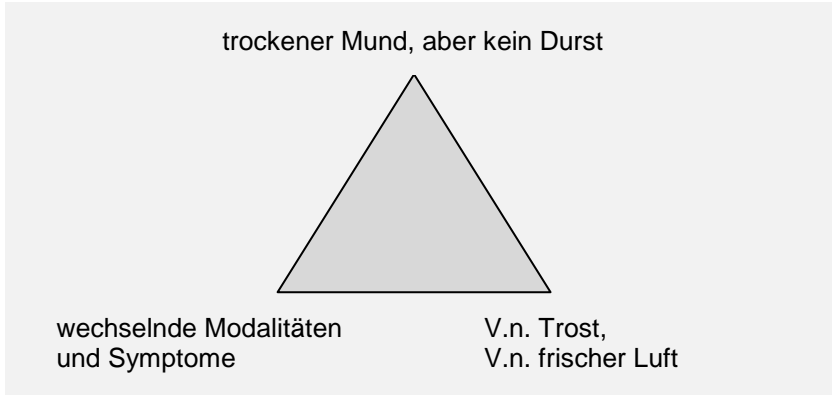 trockener Mund, aber kein Durst
wechselnde Modalitäten
und Symptome
V.n. Trost,
V.n. frischer Luft